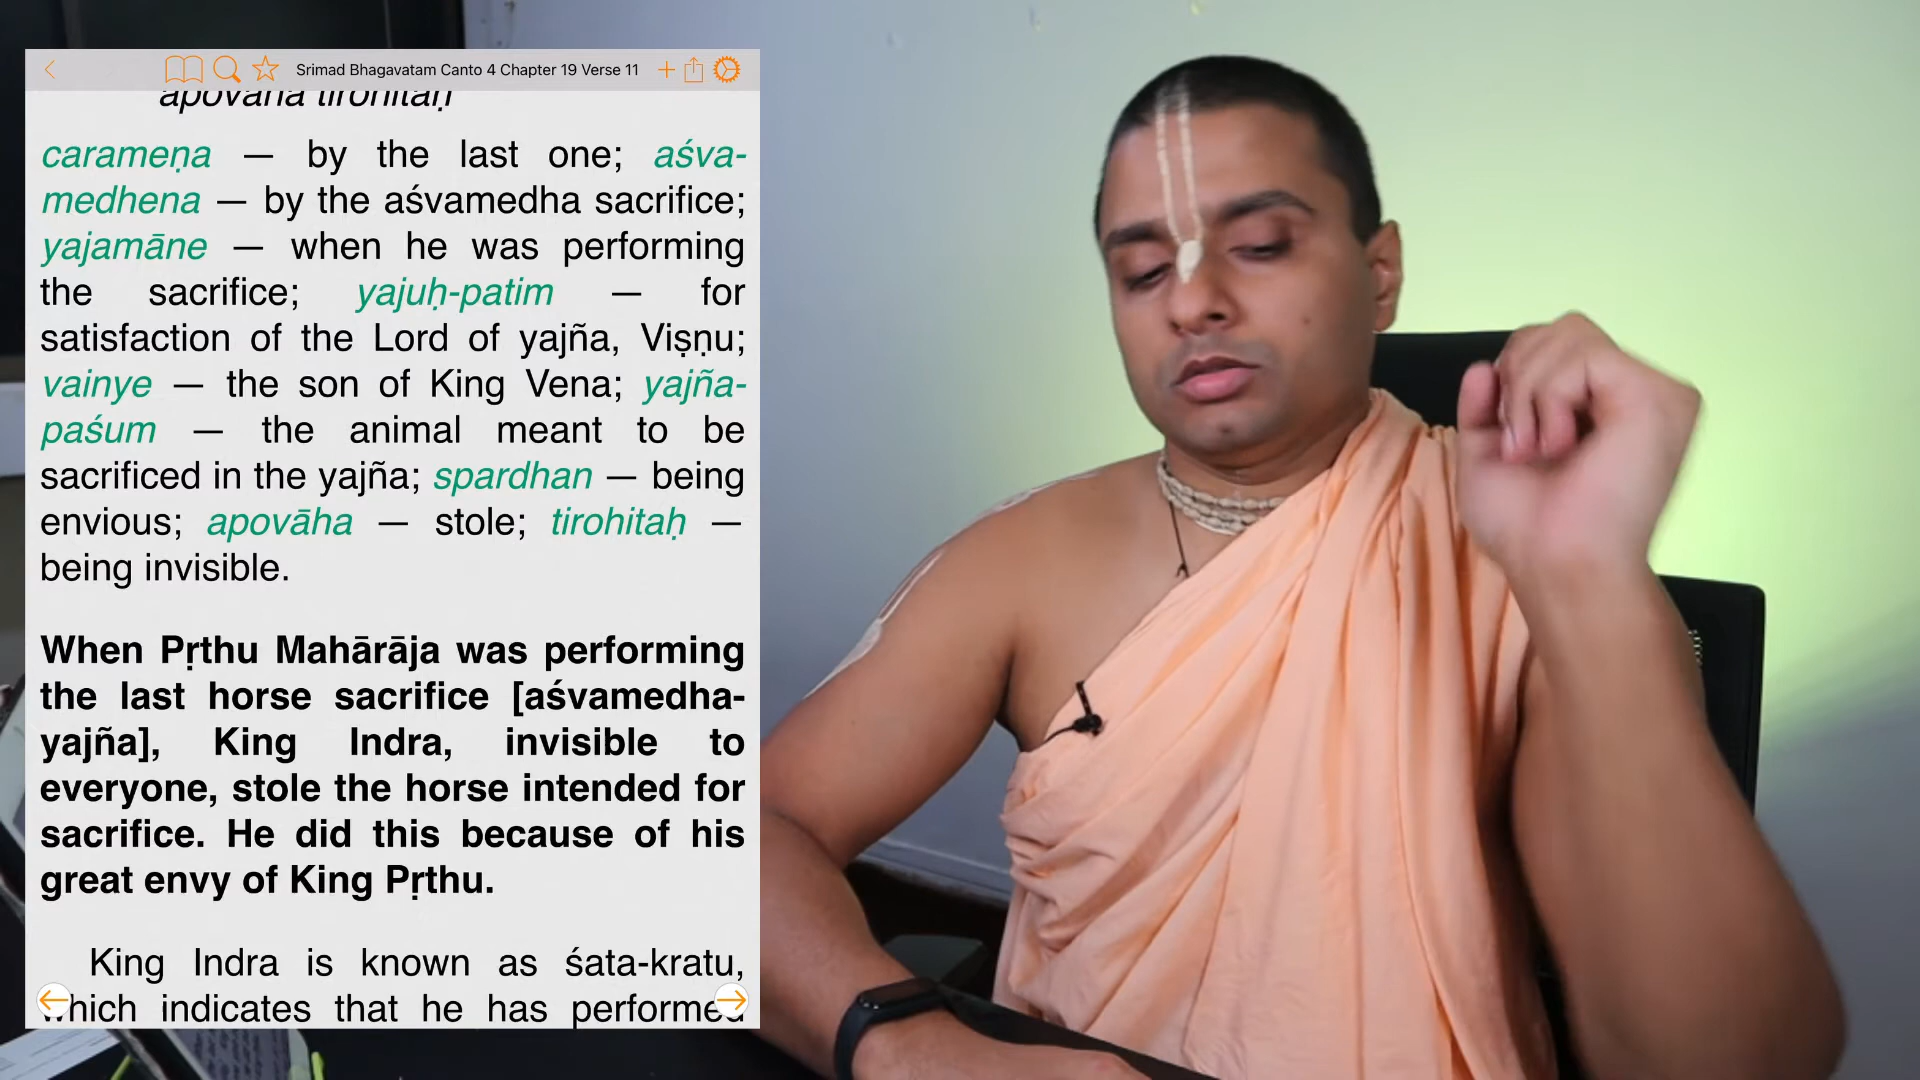 Srimad Bhagavatam Canto 4 Chapter 19 Verse 11
apovāha tirohitaḥ
carameṇa — by the last one; aśva-
medhena — by the aśvamedha sacrifice;
yajamāne — when he was performing
the sacrifice; yajuḥ-patim — for
satisfaction of the Lord of yajña, Viṣṇu;
vainye — the son of King Vena; yajña-
paśum — the animal meant to be
sacrificed in the yajña; spardhan — being
envious; apovāha — stole; tirohitaḥ —
being invisible.
When Pṛthu Mahārāja was performing
the last horse sacrifice [aśvamedha-
yajña], King Indra, invisible to
everyone, stole the horse intended for
sacrifice. He did this because of his
great envy of King Pṛthu.
King Indra is known as śata-kratu,
which indicates that he has performed